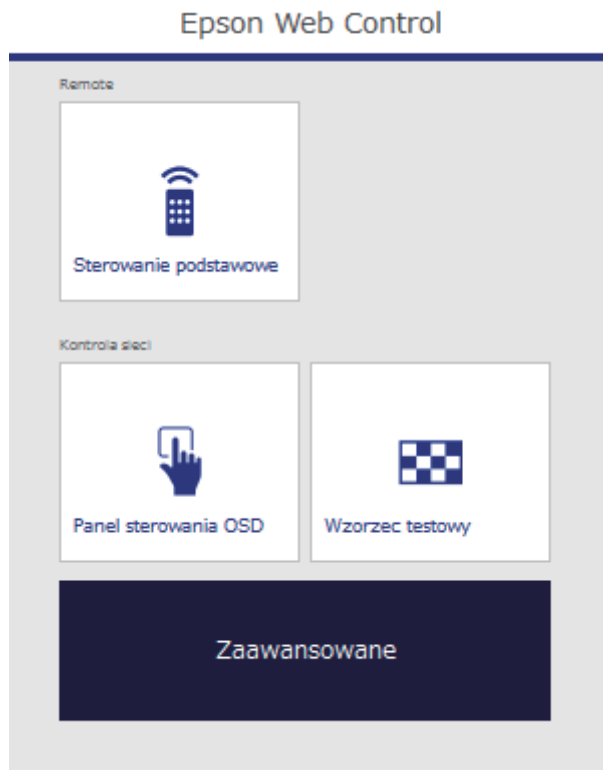 Epson Web Control
Remote
Sterowanie podstawowe
Kontrola sieci
Panel sterowania OSD
Wzorzec testowy
Zaawansowane